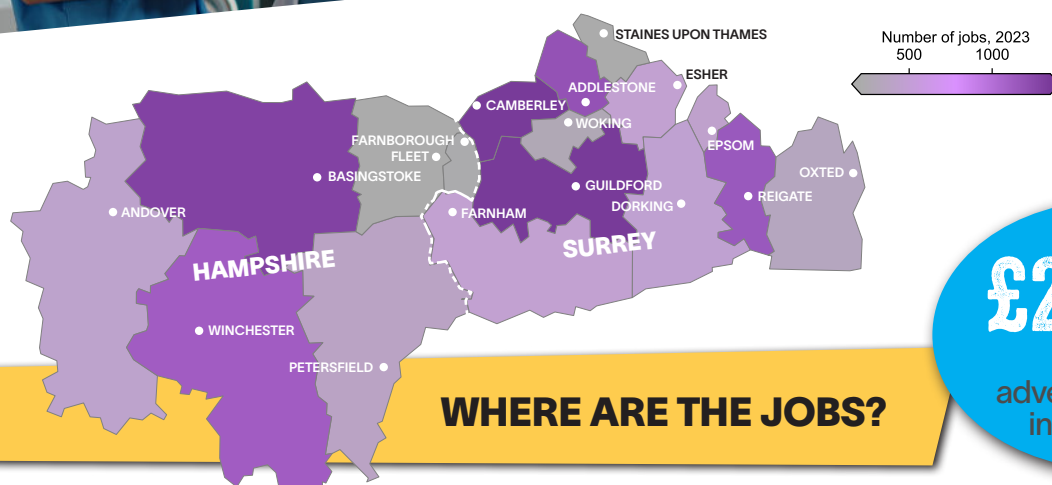 STAINES UPON THAMES
Number of jobs, 2023
500 1000
ESHER
ADDLESTONE
CAMBERLEY
WOKING
FARNBOROUGH
FLEET
EPSOM
BASINGSTOKE
OXTED
GUILDFORD
REIGATE
DORKING
ANDOVER
FARNHAM
SURREY
HAMPSHIRE
WINCHESTER
PETERSFIELD
WHERE ARE THE JOBS?
£2
adve
in